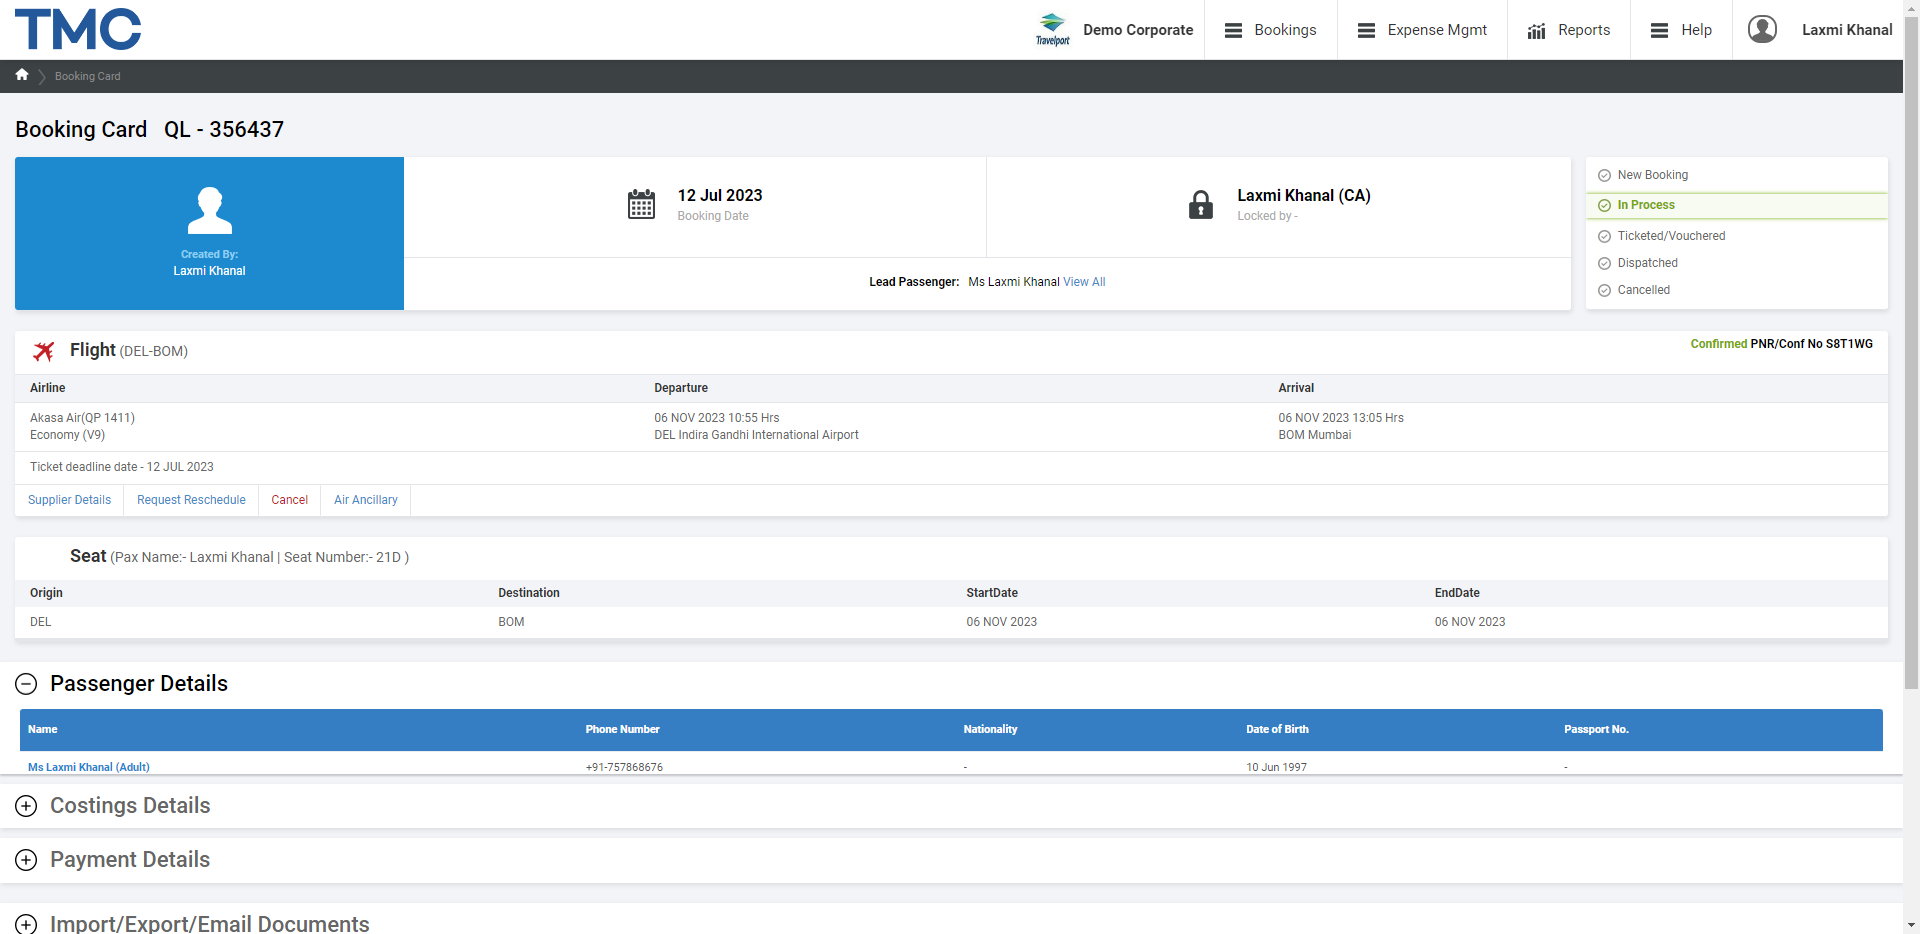 TMC
Travelport
Demo Corporate
Bookings
Expense Mgmt
Reports
Help
Laxmi Khanal
Booking Card
Booking Card QL - 356437
Created By:
Laxmi Khanal
12 Jul 2023
Booking Date
Laxmi Khanal (CA)
Locked by -
Lead Passenger: Ms Laxmi Khanal View All
New Booking
In Process
Ticketed/Vouchered
Dispatched
Cancelled
Flight (DEL-BOM)
Confirmed PNR/Conf No S8T1WG
Airline Departure Arrival
Akasa Air(QP 1411) 06 NOV 2023 10:55 Hrs 06 NOV 2023 13:05 Hrs
Economy (V9) DEL Indira Gandhi International Airport BOM Mumbai
Ticket deadline date - 12 JUL 2023
Supplier Details Request Reschedule Cancel Air Ancillary
Seat (Pax Name:- Laxmi Khanal | Seat Number:- 21D )
Origin Destination StartDate EndDate
DEL BOM 06 NOV 2023 06 NOV 2023
Passenger Details
Name Phone Number Nationality Date of Birth Passport No.
Ms Laxmi Khanal (Adult) +91-757868676 - 10 Jun 1997 -
Costings Details
Payment Details
Import/Export/Email Documents